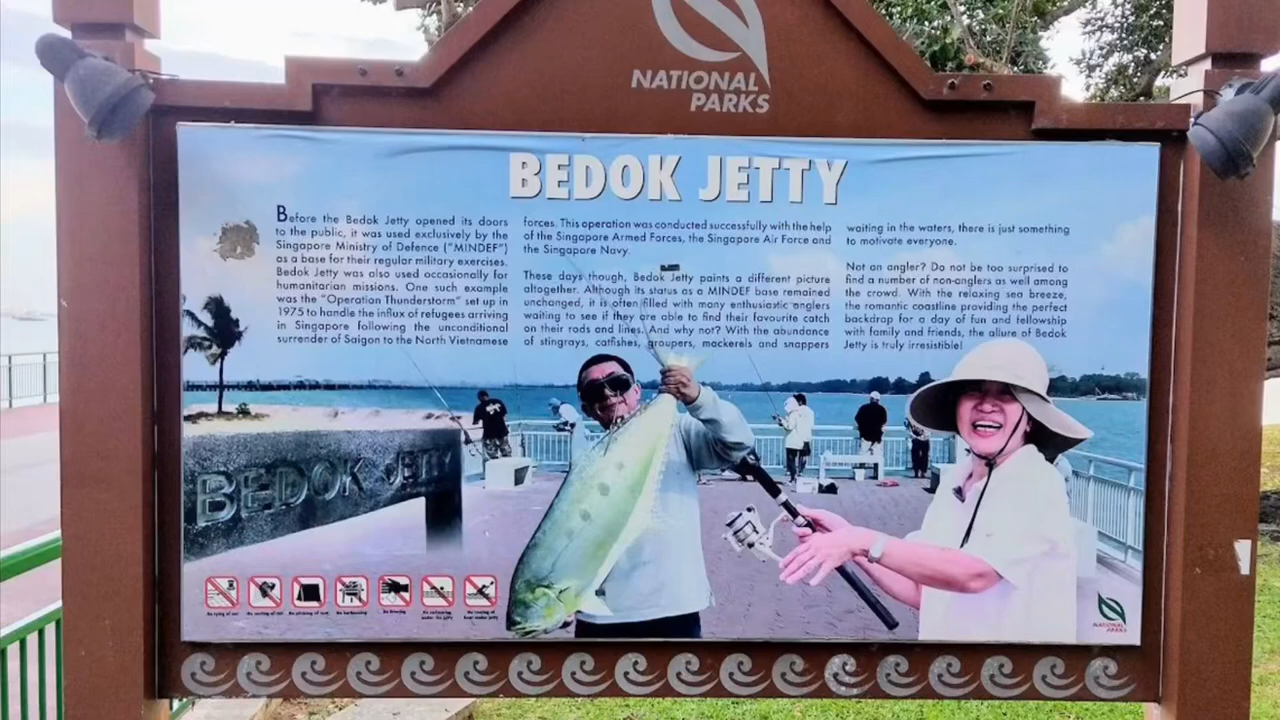 NATIONAL
PARKS
BEDOK JETTY
Before the Bedok Jetty opened its doors
to the public, it was used exclusively by the
Singapore Ministry of Defence ("MINDEF")
as a base for their regular military exercises.
Bedok Jetty was also used occasionally for
humanitarian missions. One such example
was the "Operation Thunderstorm" set up in
1975 to handle the influx of refugees arriving
in Singapore following the unconditional
surrender of Saigon to the North Vietnamese
forces. This operation was conducted successfully with the help
of the Singapore Armed Forces, the Singapore Air Force and
the Singapore Navy.
These days though, Bedok Jetty paints a different picture
altogether. Although its status as a MINDEF base remained
unchanged, it is often filled with many enthusiastic anglers
waiting to see if they are able to find their favourite catch
on their rods and lines. And why not? With the abundance
of stingrays, catfishes, groupers, mackerels and snappers
waiting in the waters, there is just something
to motivate everyone.
Not an angler? Do not be too surprised to
find a number of non-anglers as well among
the crowd. With the relaxing sea breeze,
the romantic coastline providing the perfect
backdrop for a day of fun and fellowship
with family and friends, the allure of Bedok
Jetty is truly irresistible!
BEDOK JETTY
NATIONAL
PARKS